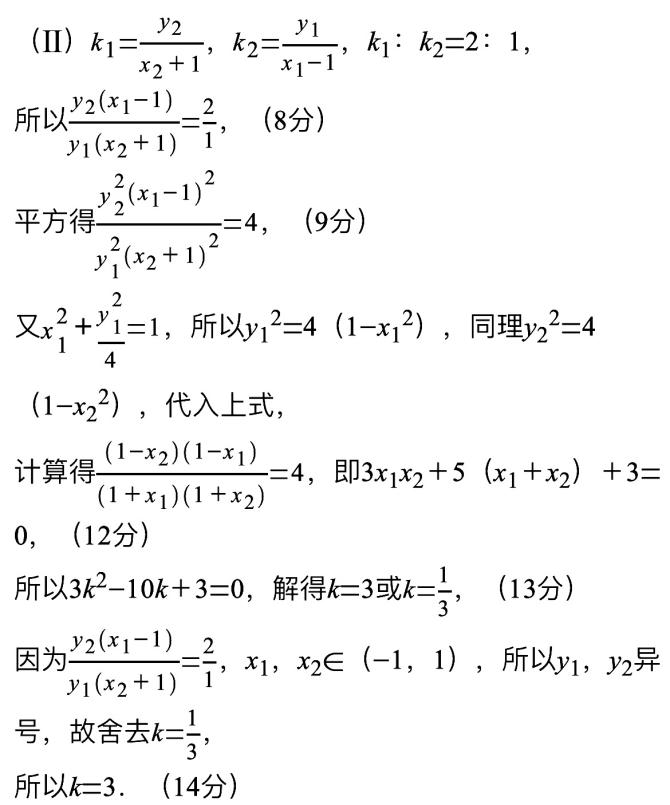 （Ⅱ）k₁=y₂/(x₂+1)，k₂=y₁/(x₁−1)，k₁：k₂=2：1，
所以y₂(x₁−1)/y₁(x₂+1)=2/1，（8分）
平方得y₂²(x₁−1)²/y₁²(x₂+1)²=4，（9分）
又x₁²+y₁²/4=1，所以y₁²=4（1−x₁²），同理y₂²=4
（1−x₂²），代入上式，
计算得(1−x₂)(1−x₁)/(1+x₁)(1+x₂)=4，即3x₁x₂+5（x₁+x₂）+3=
0，（12分）
所以3k²−10k+3=0，解得k=3或k=1/3，（13分）
因为y₂(x₁−1)/y₁(x₂+1)=2/1，x₁，x₂∈（−1，1），所以y₁，y₂异
号，故舍去k=1/3，
所以k=3．（14分）